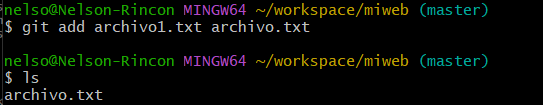 nelso@Nelson-Rincon MINGW64 ~/workspace/miweb (master)
$ git add archivo1.txt archivo.txt
nelso@Nelson-Rincon MINGW64 ~/workspace/miweb (master)
$ ls
archivo.txt